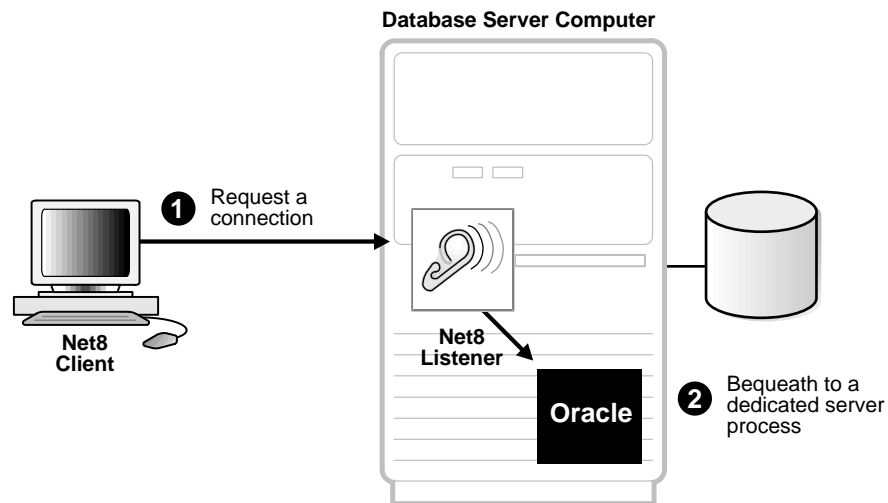 Database Server Computer
1
Request a
connection
Net8
Client
Net8
Listener
Oracle
2
Bequeath to a
dedicated server
process